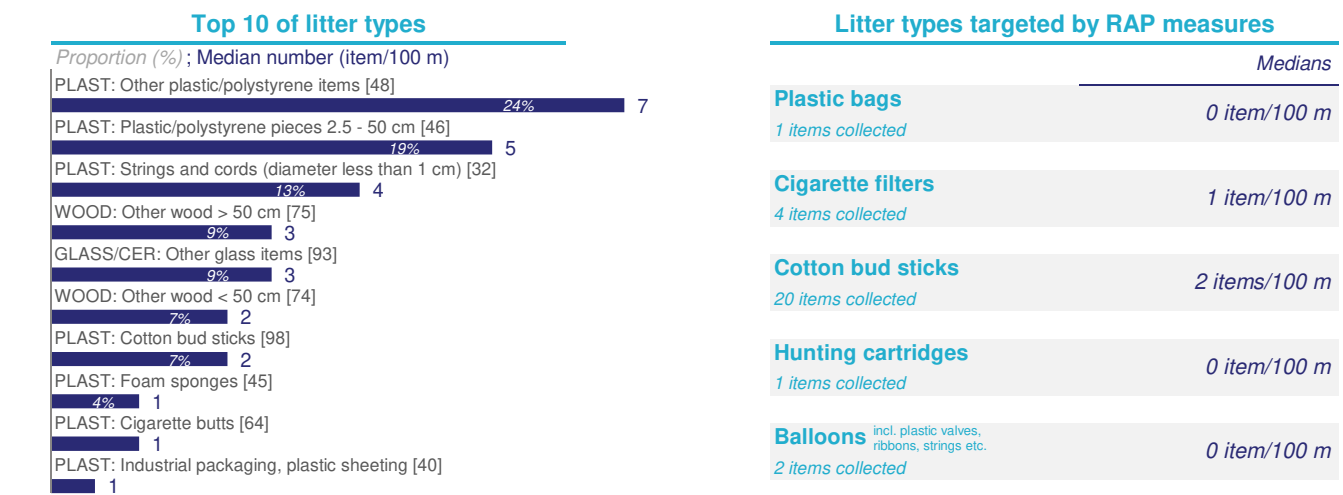 Top 10 of litter types
Proportion (%) ; Median number (item/100 m)
PLAST: Other plastic/polystyrene items [48]
24% 7
PLAST: Plastic/polystyrene pieces 2.5 - 50 cm [46]
19% 5
PLAST: Strings and cords (diameter less than 1 cm) [32]
13% 4
WOOD: Other wood > 50 cm [75]
9% 3
GLASS/CER: Other glass items [93]
9% 3
WOOD: Other wood < 50 cm [74]
7% 2
PLAST: Cotton bud sticks [98]
7% 2
PLAST: Foam sponges [45]
4% 1
PLAST: Cigarette butts [64]
1
PLAST: Industrial packaging, plastic sheeting [40]
1
Litter types targeted by RAP measures
Medians
Plastic bags
1 items collected
0 item/100 m
Cigarette filters
4 items collected
1 item/100 m
Cotton bud sticks
20 items collected
2 items/100 m
Hunting cartridges
1 items collected
0 item/100 m
Balloons incl. plastic valves,
ribbons, strings etc.
2 items collected
0 item/100 m